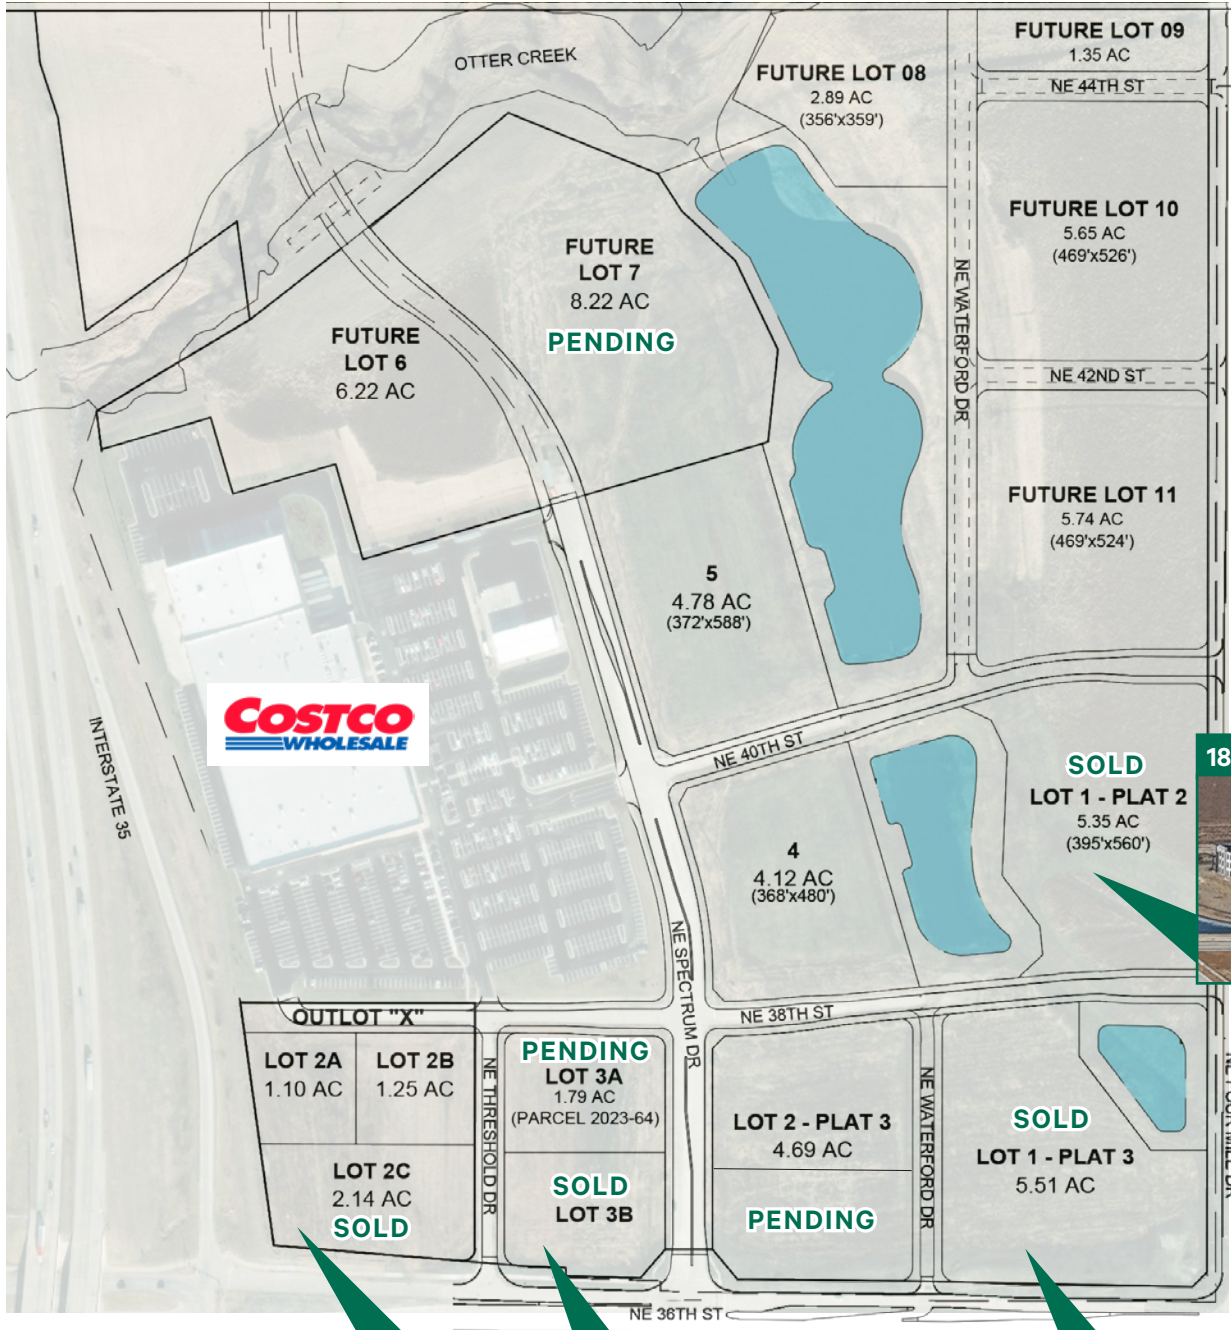 FUTURE LOT 09
1.35 AC
OTTER CREEK
FUTURE LOT 08
2.89 AC
(356'x359')
NE 44TH ST
FUTURE LOT 10
5.65 AC
(469'x526')
FUTURE
LOT 7
8.22 AC
PENDING
FUTURE
LOT 6
6.22 AC
NE WATERFORD DR
NE 42ND ST
FUTURE LOT 11
5.74 AC
(469'x524')
5
4.78 AC
(372'x588')
COSTCO
WHOLESALE
INTERSTATE 35
NE 40TH ST
SOLD
LOT 1 - PLAT 2
5.35 AC
(395'x560')
18
4
4.12 AC
(368'x480')
NE SPECTRUM DR
NE 38TH ST
OUTLOT "X"
LOT 2A
1.10 AC
LOT 2B
1.25 AC
LOT 2C
2.14 AC
SOLD
NE THRESHOLD DR
PENDING
LOT 3A
1.79 AC
(PARCEL 2023-64)
SOLD
LOT 3B
LOT 2 - PLAT 3
4.69 AC
PENDING
NE WATERFORD DR
SOLD
LOT 1 - PLAT 3
5.51 AC
NE 36TH ST